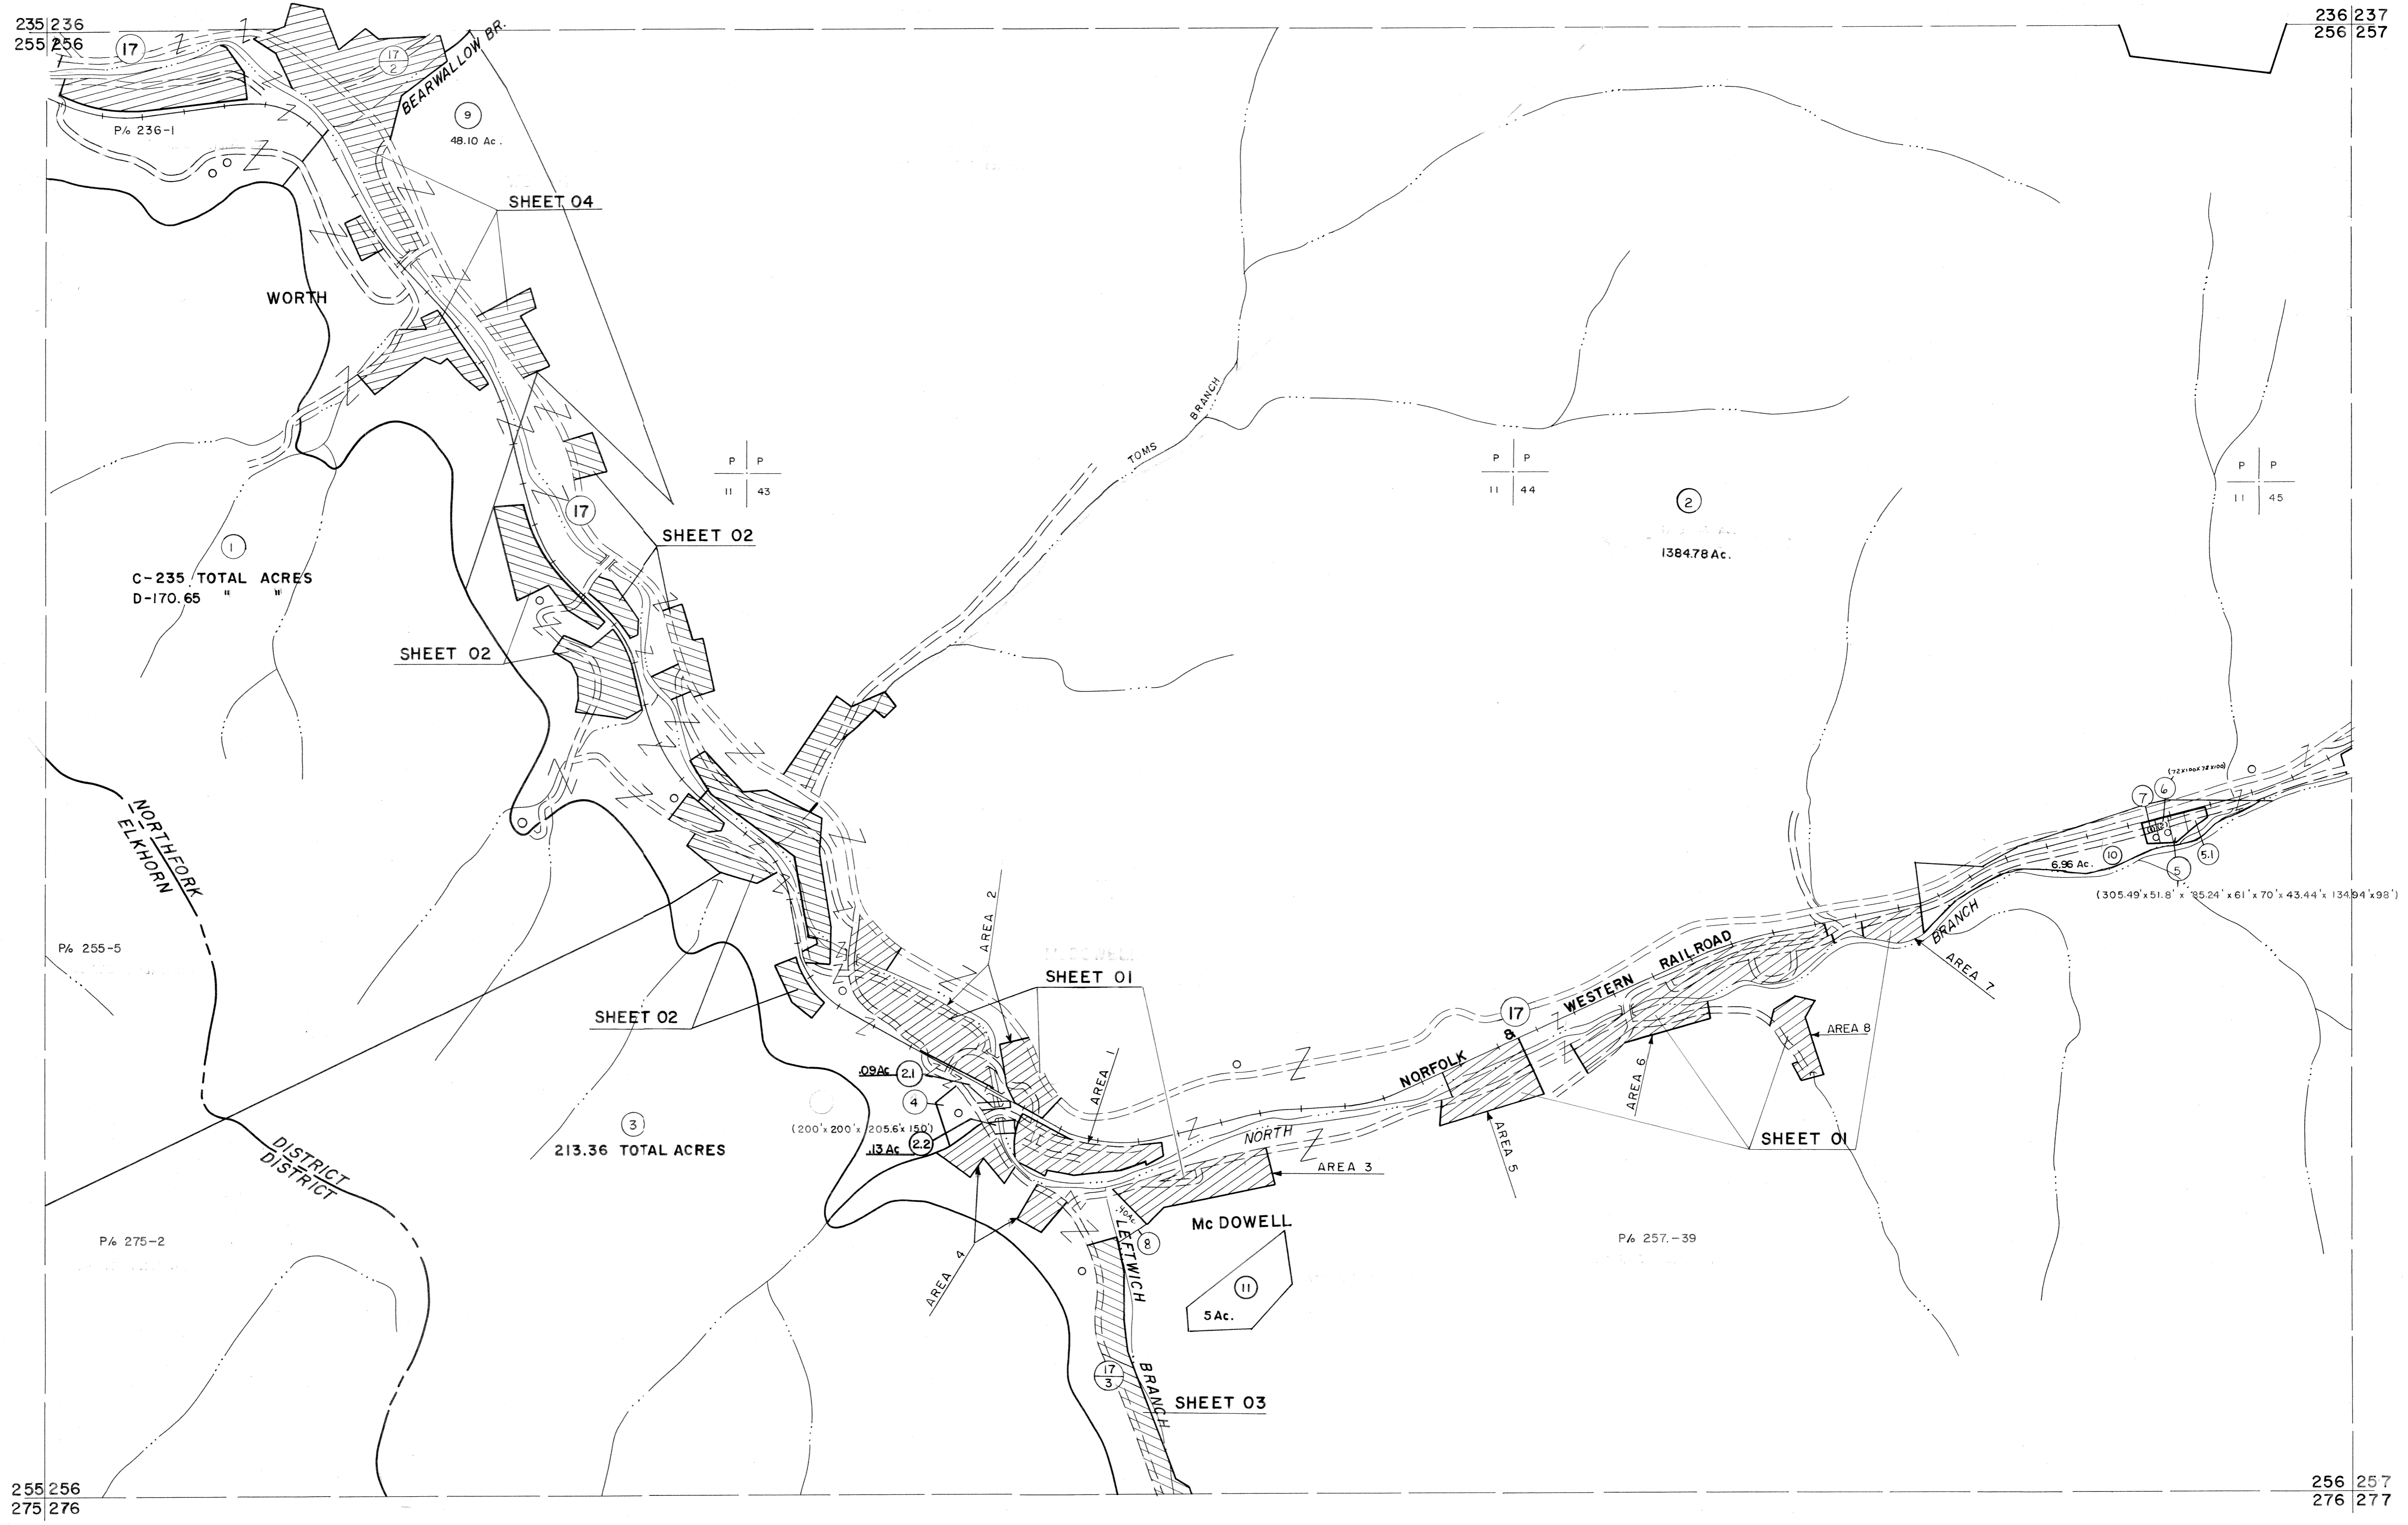 235 236
255 256
236 237
256 257
17
17
2
BEARWALLOW BR.
P/o 236-1
9
48.10 Ac.
SHEET 04
WORTH
BRANCH
TOMS
P P
11 43
P P
11 44
P P
11 45
2
1384.78 Ac.
17
SHEET 02
1
C-235 TOTAL ACRES
D-170.65 " "
SHEET 02
NORTHFORK
ELKHORN
(72x100x72x100)
7
6
6.96 Ac.
10
5
5.1
(305.49'x51.8' x 35.24' x 61' x 70' x 43.44' x 134.94' x 98')
P/o 255-5
AREA 2
SHEET 01
SHEET 02
17
NORFOLK & WESTERN RAILROAD
BRANCH
AREA 7
AREA 8
AREA 6
AREA 5
SHEET 01
.09 Ac
2.1
4
(200'x 200'x 205.6'x 150')
.13 Ac
2.2
AREA 1
NORTH
AREA 3
3
213.36 TOTAL ACRES
DISTRICT
DISTRICT
.40 Ac
8
Mc DOWELL
LEFTWICH
BRANCH
AREA 4
P/o 275-2
P/o 257.-39
11
5 Ac.
17
3
SHEET 03
255 256
275 276
256 257
276 277